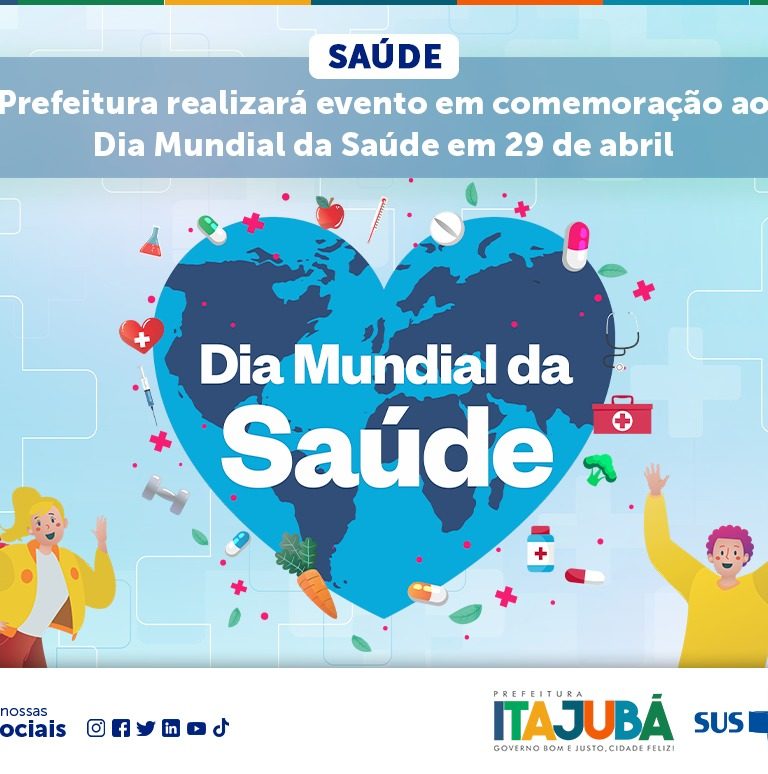 SAÚDE
Prefeitura realizará evento em comemoração ao
Dia Mundial da Saúde em 29 de abril
Dia Mundial da
Saúde
nossas
ociais
PREFEITURA
ITAJUBÁ
GOVERNO BOM E JUSTO, CIDADE FELIZ!
SUS